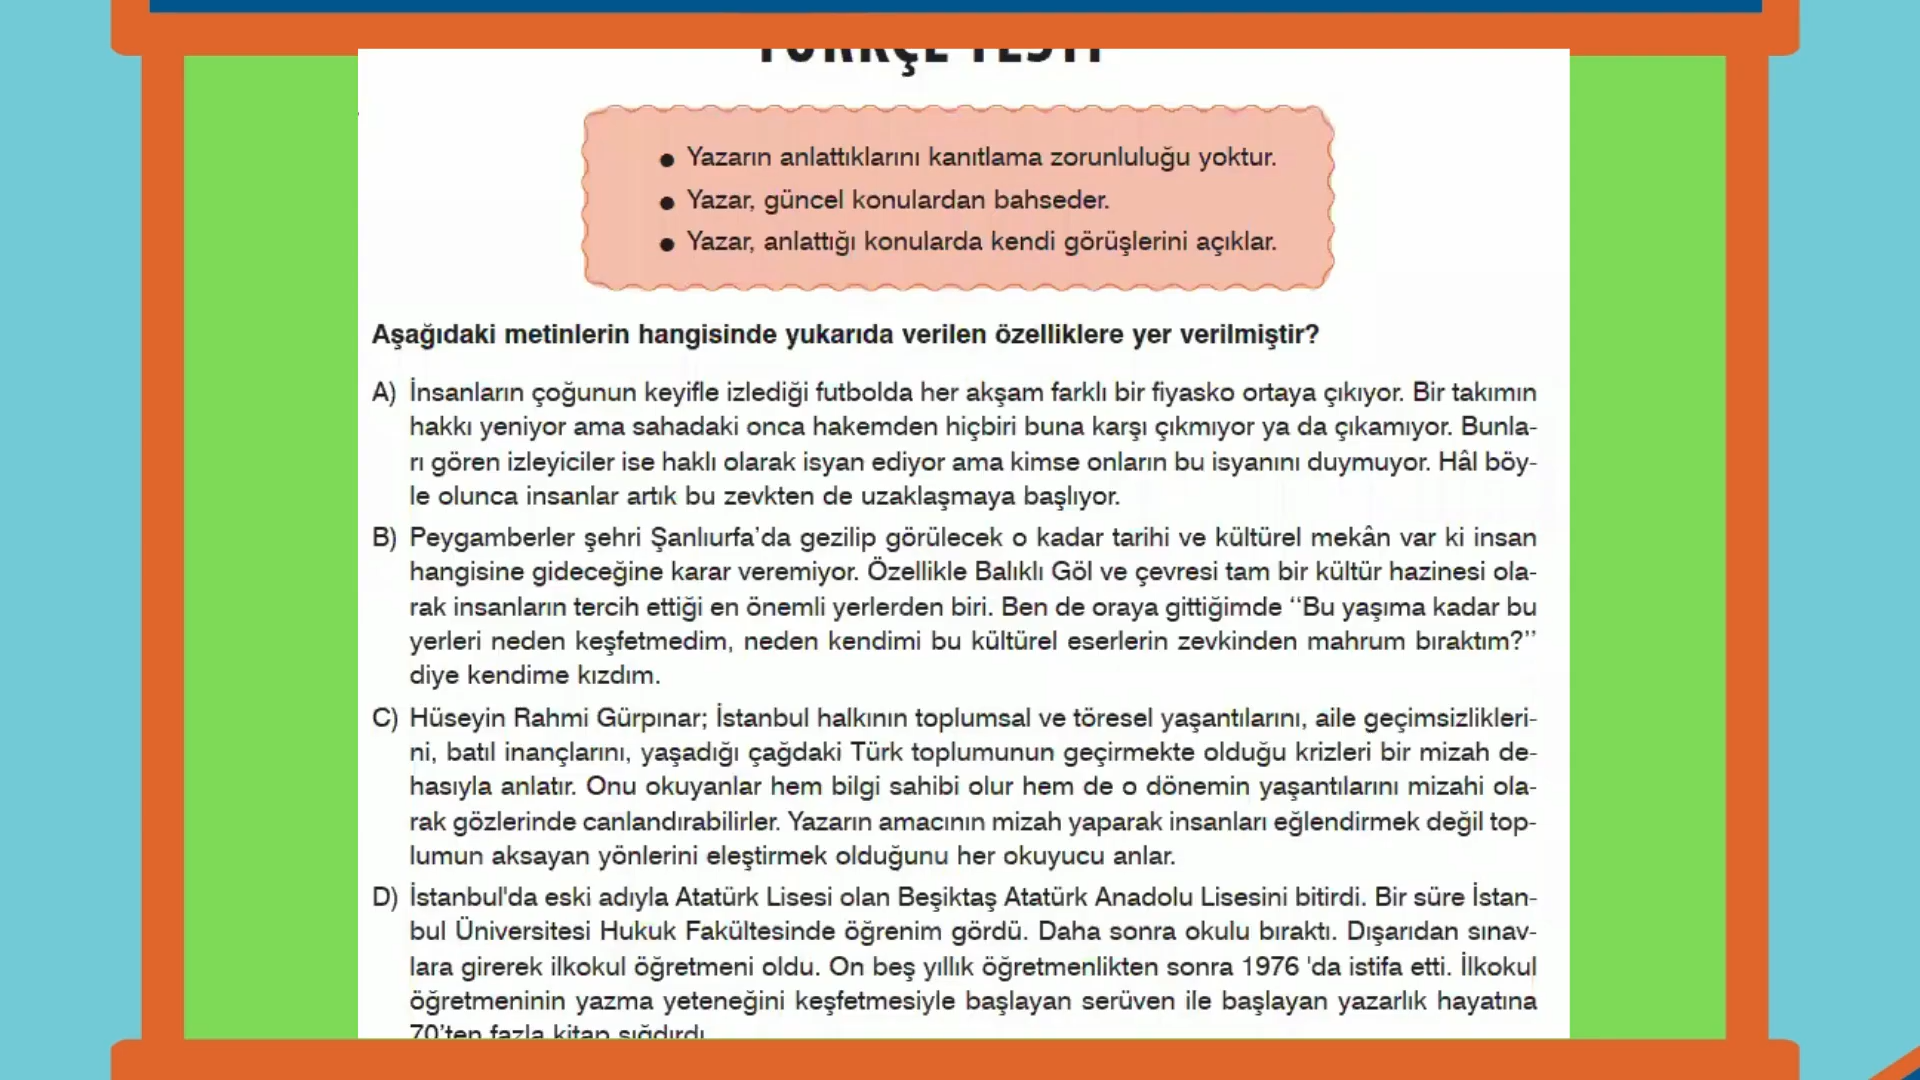 TÜRKÇE TESTİ
● Yazarın anlattıklarını kanıtlama zorunluluğu yoktur.
● Yazar, güncel konulardan bahseder.
● Yazar, anlattığı konularda kendi görüşlerini açıklar.
Aşağıdaki metinlerin hangisinde yukarıda verilen özelliklere yer verilmiştir?
A) İnsanların çoğunun keyifle izlediği futbolda her akşam farklı bir fiyasko ortaya çıkıyor. Bir takımın
hakkı yeniyor ama sahadaki onca hakemden hiçbiri buna karşı çıkmıyor ya da çıkamıyor. Bunla-
rı gören izleyiciler ise haklı olarak isyan ediyor ama kimse onların bu isyanını duymuyor. Hâl böy-
le olunca insanlar artık bu zevkten de uzaklaşmaya başlıyor.
B) Peygamberler şehri Şanlıurfa’da gezilip görülecek o kadar tarihi ve kültürel mekân var ki insan
hangisine gideceğine karar veremiyor. Özellikle Balıklı Göl ve çevresi tam bir kültür hazinesi ola-
rak insanların tercih ettiği en önemli yerlerden biri. Ben de oraya gittiğimde ‘‘Bu yaşıma kadar bu
yerleri neden keşfetmedim, neden kendimi bu kültürel eserlerin zevkinden mahrum bıraktım?’’
diye kendime kızdım.
C) Hüseyin Rahmi Gürpınar; İstanbul halkının toplumsal ve töresel yaşantılarını, aile geçimsizlikleri-
ni, batıl inançlarını, yaşadığı çağdaki Türk toplumunun geçirmekte olduğu krizleri bir mizah de-
hasıyla anlatır. Onu okuyanlar hem bilgi sahibi olur hem de o dönemin yaşantılarını mizahi ola-
rak gözlerinde canlandırabilirler. Yazarın amacının mizah yaparak insanları eğlendirmek değil top-
lumun aksayan yönlerini eleştirmek olduğunu her okuyucu anlar.
D) İstanbul'da eski adıyla Atatürk Lisesi olan Beşiktaş Atatürk Anadolu Lisesini bitirdi. Bir süre İstan-
bul Üniversitesi Hukuk Fakültesinde öğrenim gördü. Daha sonra okulu bıraktı. Dışarıdan sınav-
lara girerek ilkokul öğretmeni oldu. On beş yıllık öğretmenlikten sonra 1976 'da istifa etti. İlkokul
öğretmeninin yazma yeteneğini keşfetmesiyle başlayan serüven ile başlayan yazarlık hayatına
70’ten fazla kitap sığdırdı.